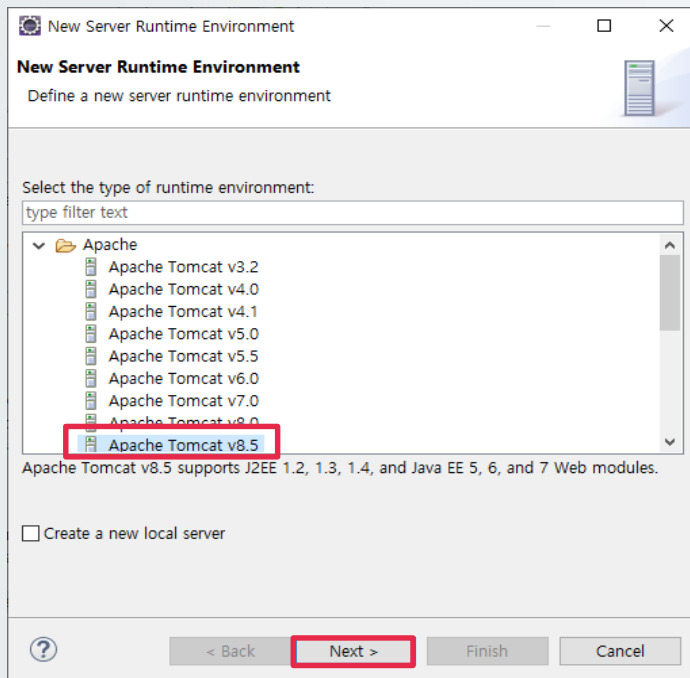 New Server Runtime Environment
New Server Runtime Environment
Define a new server runtime environment
Select the type of runtime environment:
type filter text
Apache
Apache Tomcat v3.2
Apache Tomcat v4.0
Apache Tomcat v4.1
Apache Tomcat v5.0
Apache Tomcat v5.5
Apache Tomcat v6.0
Apache Tomcat v7.0
Apache Tomcat v8.0
Apache Tomcat v8.5
Apache Tomcat v8.5 supports J2EE 1.2, 1.3, 1.4, and Java EE 5, 6, and 7 Web modules.
Create a new local server
? < Back Next > Finish Cancel